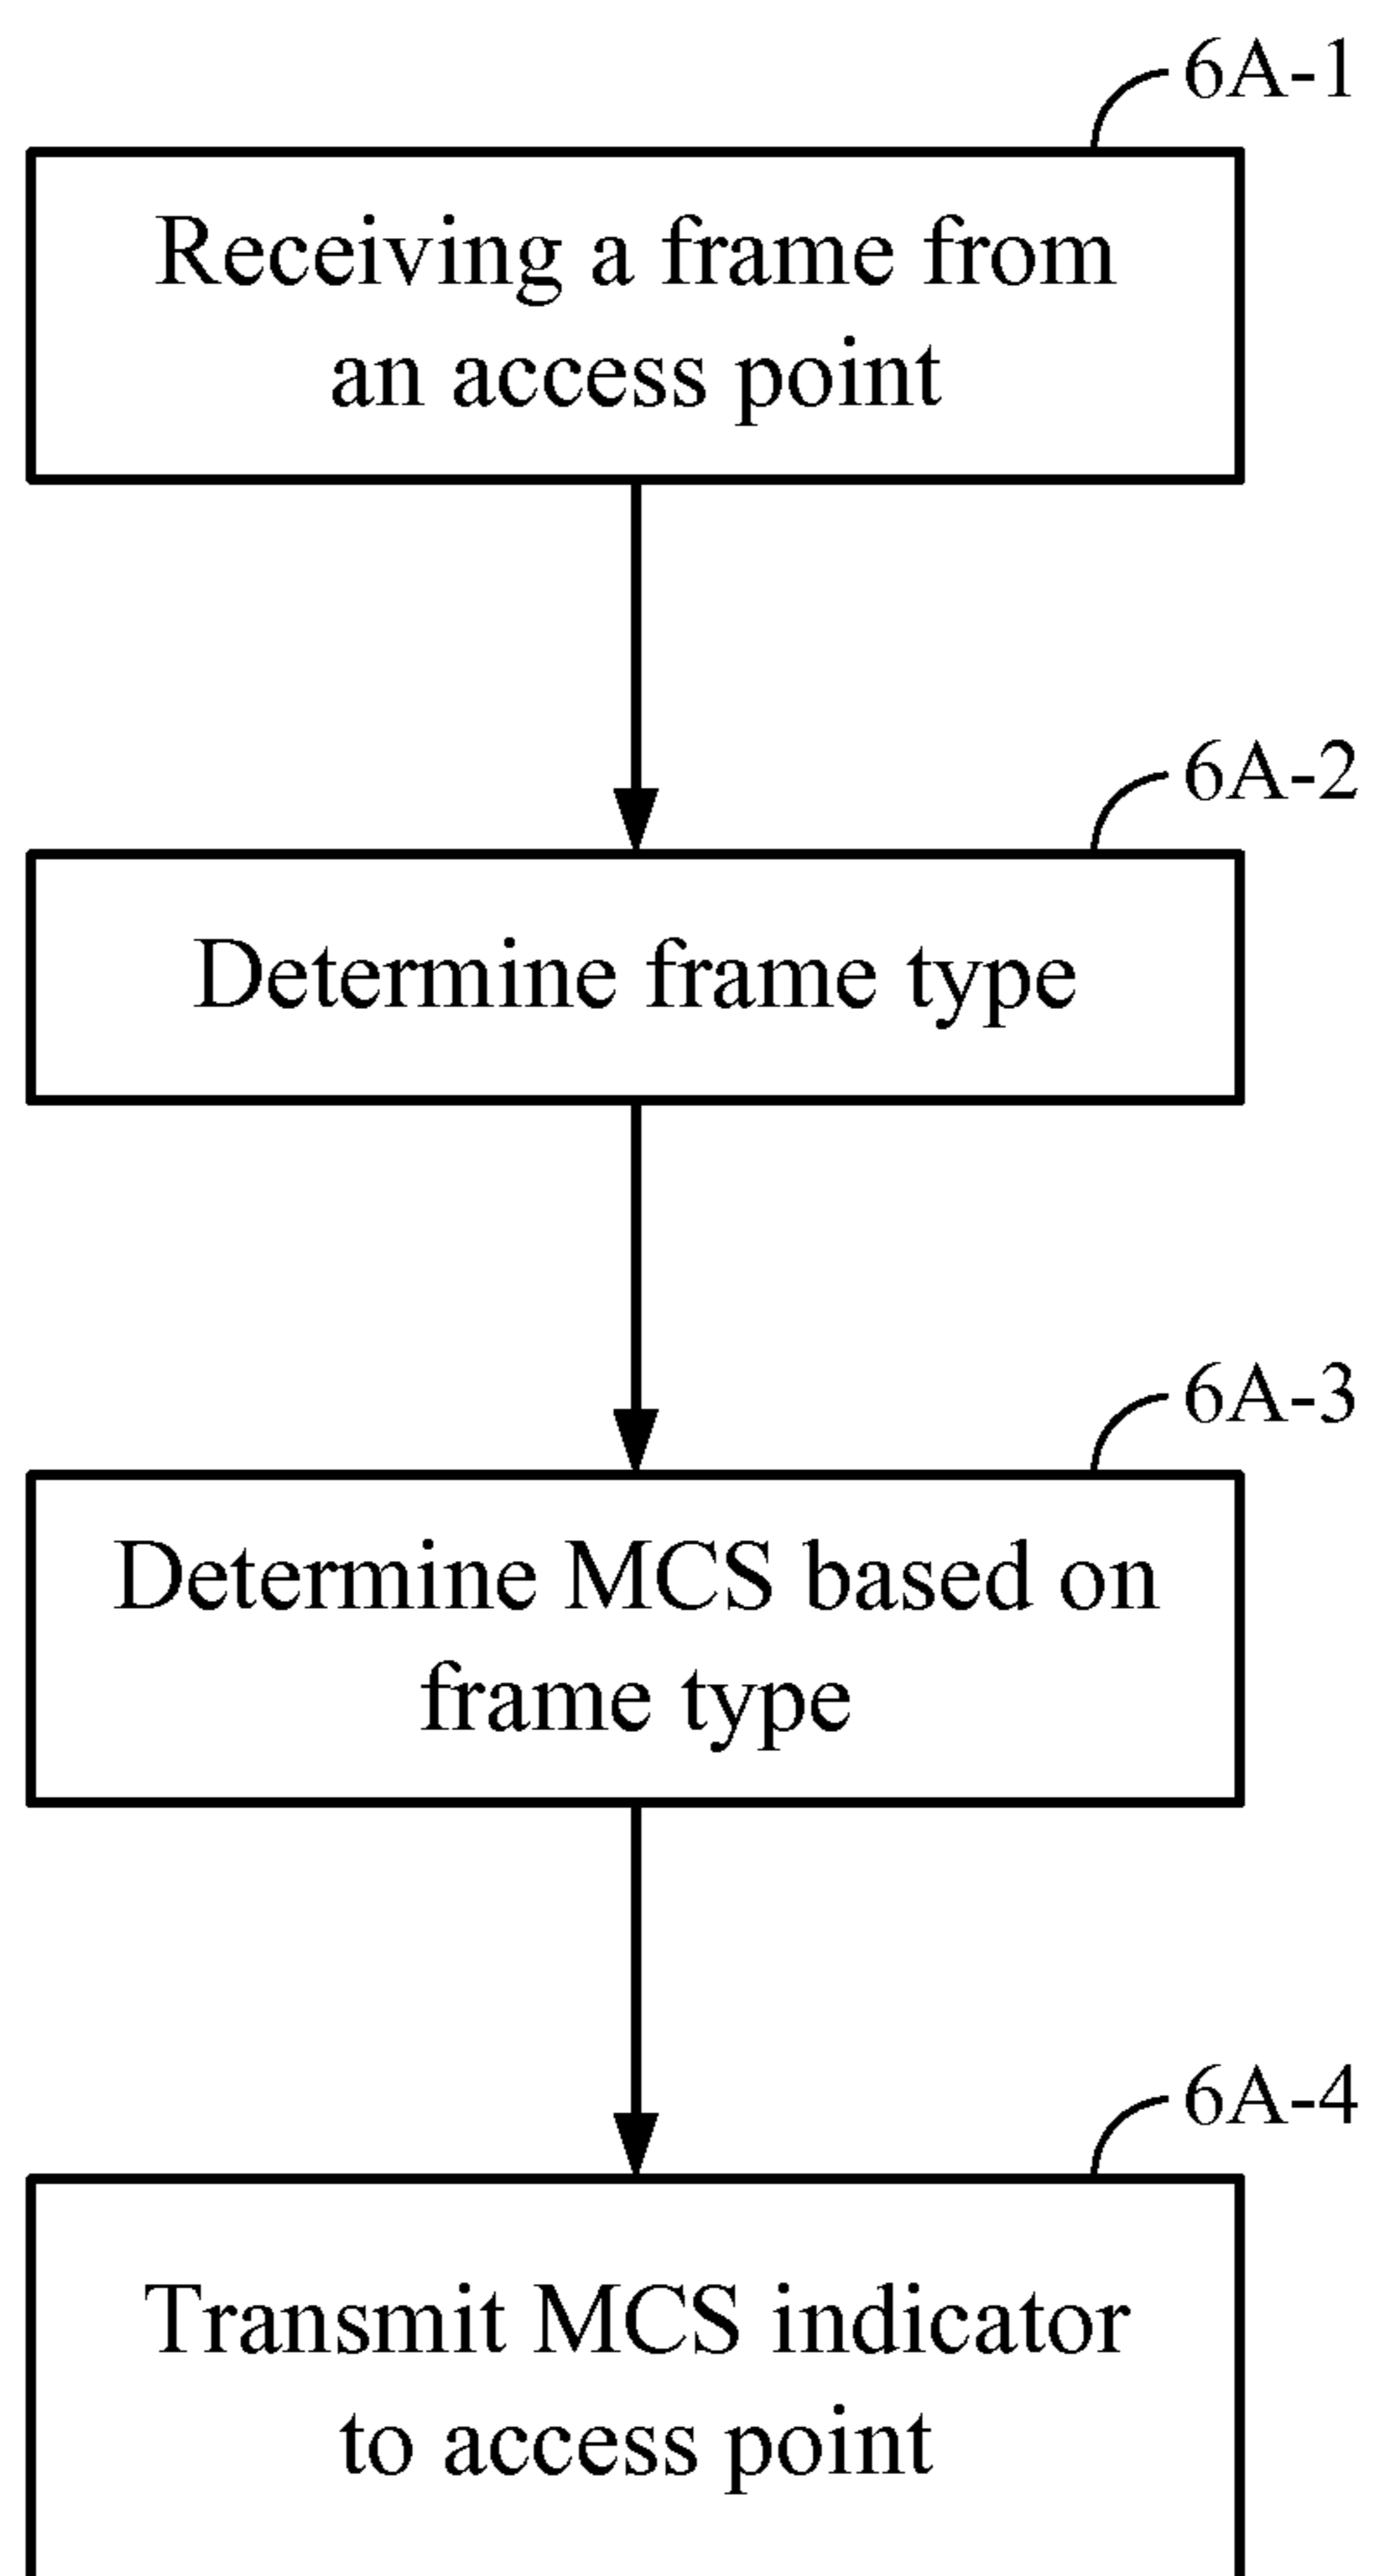 6A-1
Receiving a frame from
an access point
6A-2
Determine frame type
6A-3
Determine MCS based on
frame type
6A-4
Transmit MCS indicator
to access point